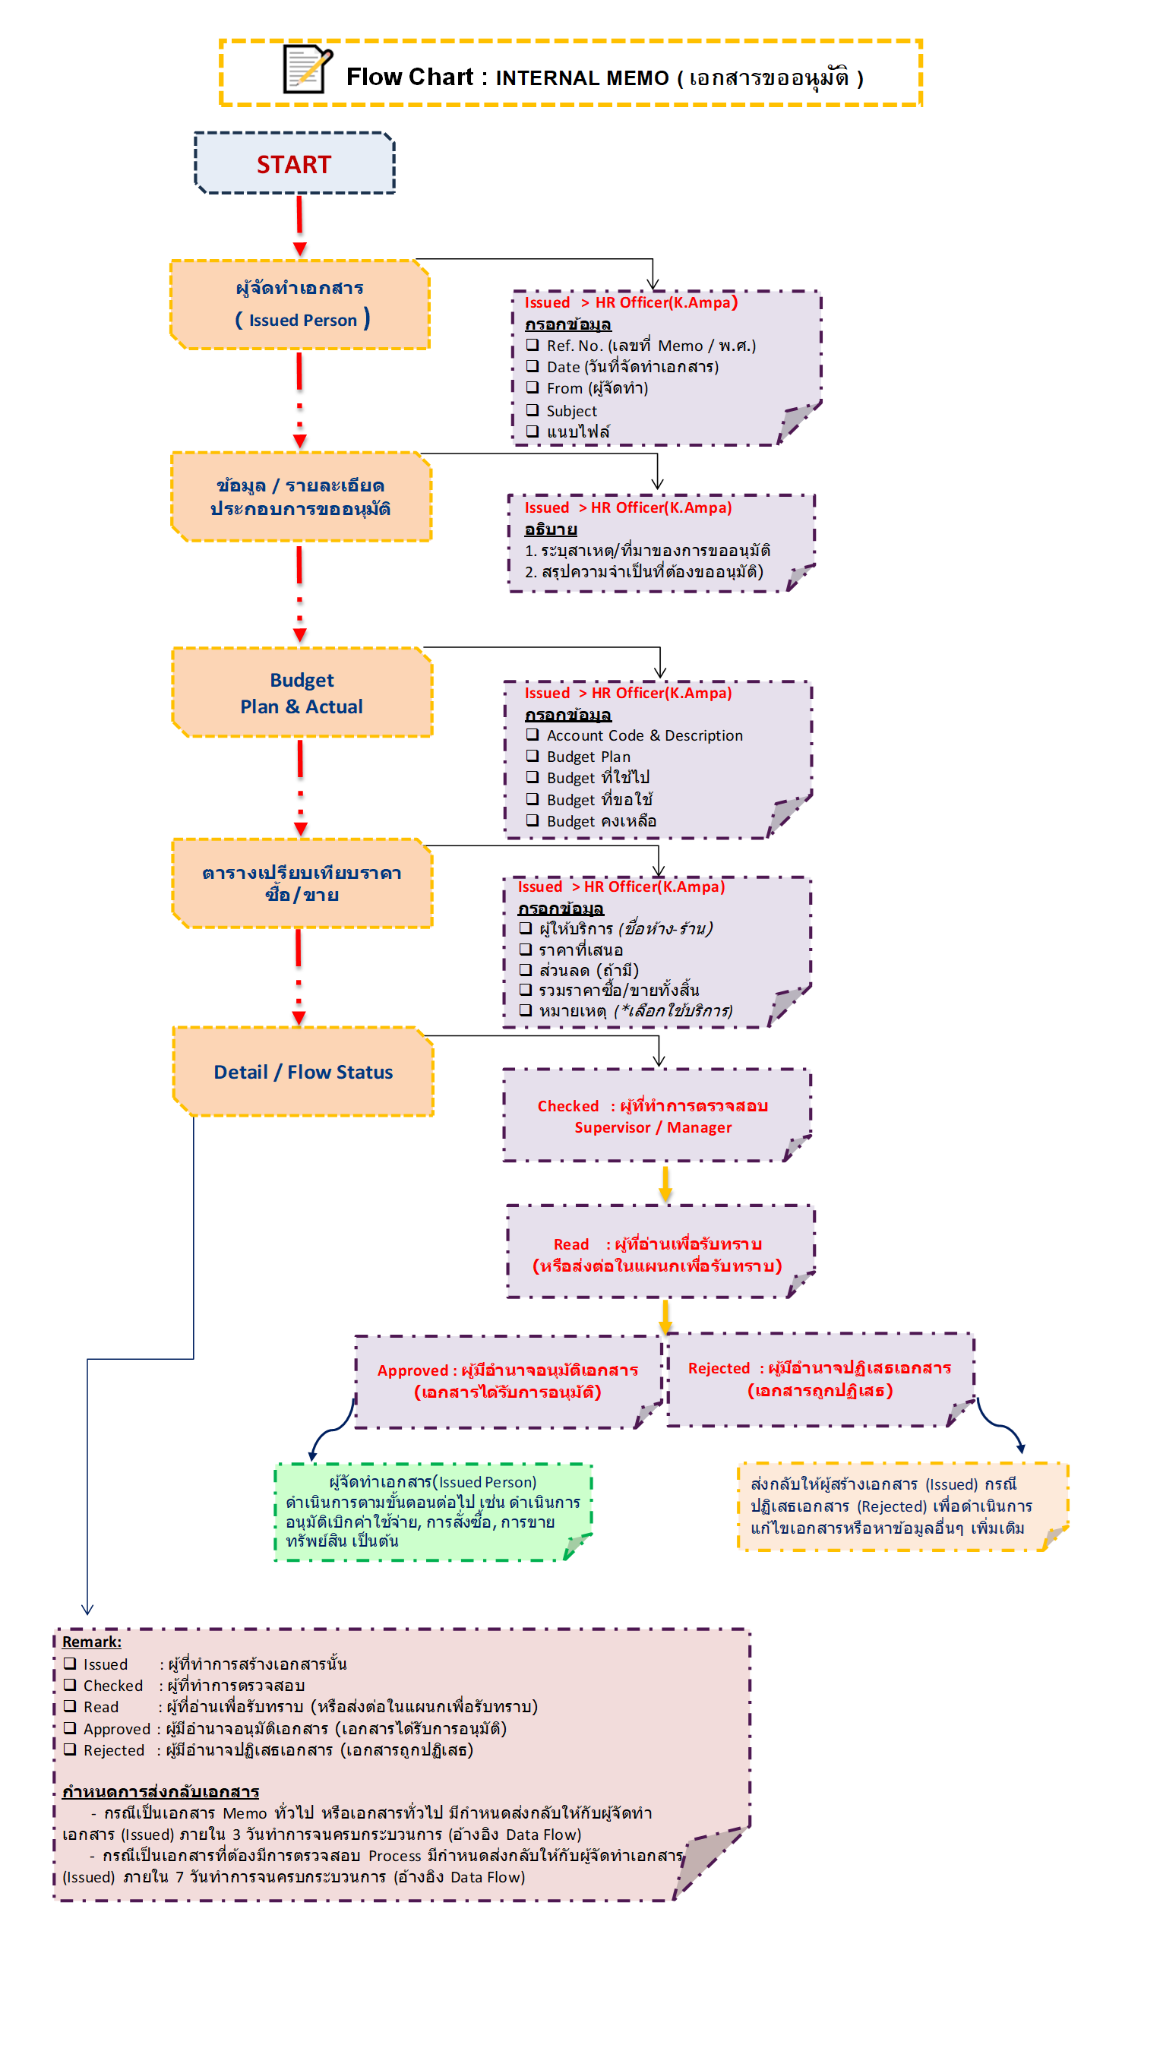 Flow Chart : INTERNAL MEMO ( เอกสารขออนุมัติ )
START
ผู้จัดทำเอกสาร
( Issued Person )
Issued > HR Officer(K.Ampa)
กรอกข้อมูล
❑ Ref. No. (เลขที่ Memo / พ.ศ.)
❑ Date (วันที่จัดทำเอกสาร)
❑ From (ผู้จัดทำ)
❑ Subject
❑ แนบไฟล์
ข้อมูล / รายละเอียด
ประกอบการขออนุมัติ
Issued > HR Officer(K.Ampa)
อธิบาย
1. ระบุสาเหตุ/ที่มาของการขออนุมัติ
2. สรุปความจำเป็นที่ต้องขออนุมัติ)
Budget
Plan & Actual
Issued > HR Officer(K.Ampa)
กรอกข้อมูล
❑ Account Code & Description
❑ Budget Plan
❑ Budget ที่ใช้ไป
❑ Budget ที่ขอใช้
❑ Budget คงเหลือ
ตารางเปรียบเทียบราคา
ซื้อ/ขาย
Issued > HR Officer(K.Ampa)
กรอกข้อมูล
❑ ผู้ให้บริการ (ชื่อห้าง-ร้าน)
❑ ราคาที่เสนอ
❑ ส่วนลด (ถ้ามี)
❑ รวมราคาซื้อ/ขายทั้งสิ้น
❑ หมายเหตุ (*เลือกใช้บริการ)
Detail / Flow Status
Checked : ผู้ที่ทำการตรวจสอบ
Supervisor / Manager
Read : ผู้ที่อ่านเพื่อรับทราบ
(หรือส่งต่อในแผนกเพื่อรับทราบ)
Approved : ผู้มีอำนาจอนุมัติเอกสาร
(เอกสารได้รับการอนุมัติ)
Rejected : ผู้มีอำนาจปฏิเสธเอกสาร
(เอกสารถูกปฏิเสธ)
ผู้จัดทำเอกสาร(Issued Person)
ดำเนินการตามขั้นตอนต่อไป เช่น ดำเนินการ
อนุมัติเบิกค่าใช้จ่าย, การสั่งซื้อ, การขาย
ทรัพย์สิน เป็นต้น
ส่งกลับให้ผู้สร้างเอกสาร (Issued) กรณี
ปฏิเสธเอกสาร (Rejected) เพื่อดำเนินการ
แก้ไขเอกสารหรือหาข้อมูลอื่นๆ เพิ่มเติม
Remark:
❑ Issued : ผู้ที่ทำการสร้างเอกสารนั้น
❑ Checked : ผู้ที่ทำการตรวจสอบ
❑ Read : ผู้ที่อ่านเพื่อรับทราบ (หรือส่งต่อในแผนกเพื่อรับทราบ)
❑ Approved : ผู้มีอำนาจอนุมัติเอกสาร (เอกสารได้รับการอนุมัติ)
❑ Rejected : ผู้มีอำนาจปฏิเสธเอกสาร (เอกสารถูกปฏิเสธ)
กำหนดการส่งกลับเอกสาร
- กรณีเป็นเอกสาร Memo ทั่วไป หรือเอกสารทั่วไป มีกำหนดส่งกลับให้กับผู้จัดทำ
เอกสาร (Issued) ภายใน 3 วันทำการจนครบกระบวนการ (อ้างอิง Data Flow)
- กรณีเป็นเอกสารที่ต้องมีการตรวจสอบ Process มีกำหนดส่งกลับให้กับผู้จัดทำเอกสาร
(Issued) ภายใน 7 วันทำการจนครบกระบวนการ (อ้างอิง Data Flow)